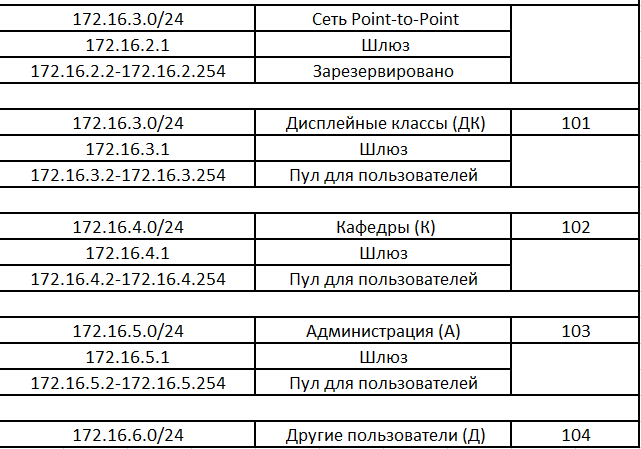 172.16.3.0/24 Сеть Point-to-Point
172.16.2.1 Шлюз
172.16.2.2-172.16.2.254 Зарезервировано
172.16.3.0/24 Дисплейные классы (ДК) 101
172.16.3.1 Шлюз
172.16.3.2-172.16.3.254 Пул для пользователей
172.16.4.0/24 Кафедры (К) 102
172.16.4.1 Шлюз
172.16.4.2-172.16.4.254 Пул для пользователей
172.16.5.0/24 Администрация (А) 103
172.16.5.1 Шлюз
172.16.5.2-172.16.5.254 Пул для пользователей
172.16.6.0/24 Другие пользователи (Д) 104